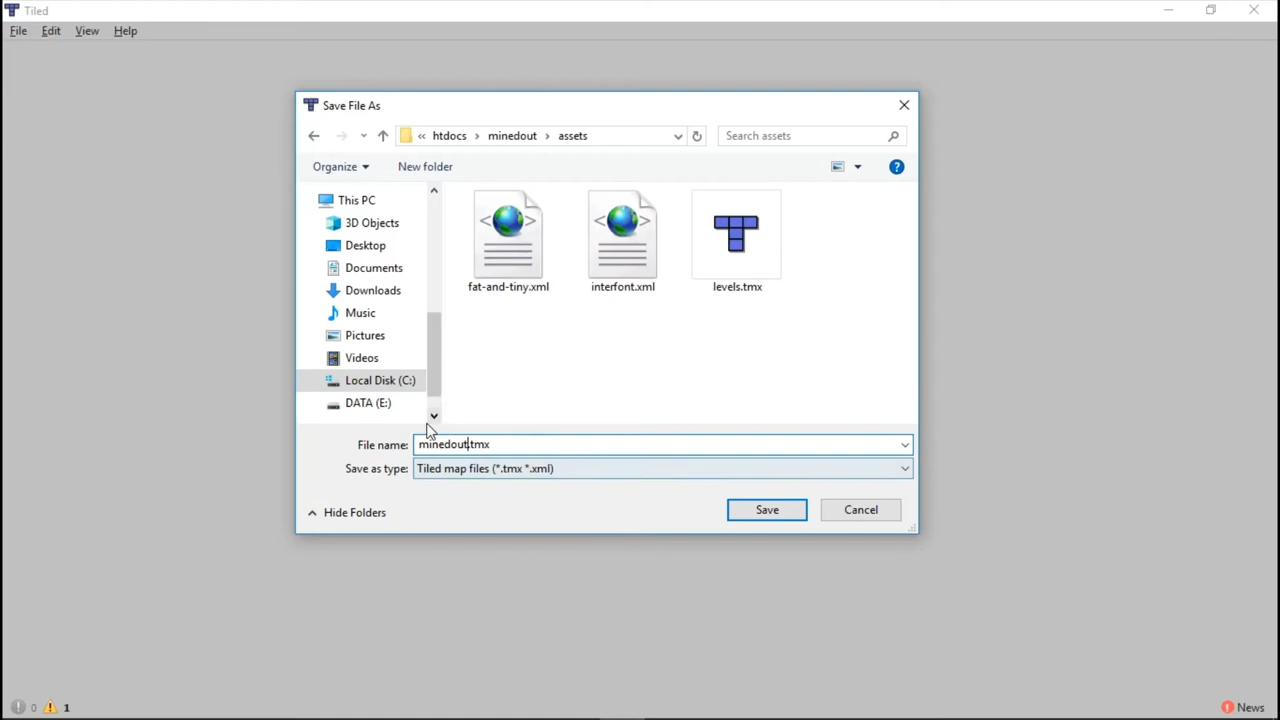 Tiled
File Edit View Help
Save File As
« htdocs › minedout › assets
Search assets
Organize New folder
This PC
3D Objects
Desktop
Documents
Downloads
Music
Pictures
Videos
Local Disk (C:)
DATA (E:)
fat-and-tiny.xml
interfont.xml
levels.tmx
File name: minedout.tmx
Save as type: Tiled map files (*.tmx *.xml)
Hide Folders
Save Cancel
0 1
News